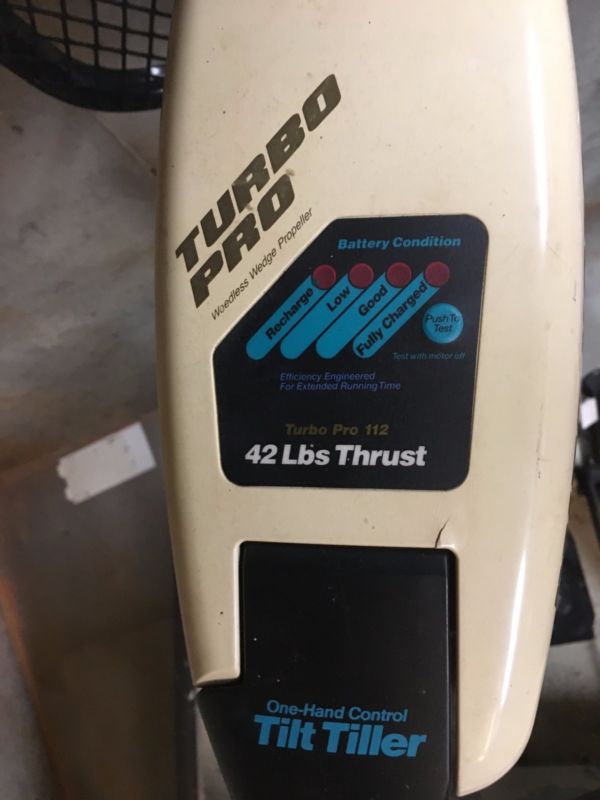 TURBO
PRO
Weedless Wedge Propeller
Battery Condition
Recharge
Low
Good
Fully Charged
Push To
Test
Test with motor off
Efficiency Engineered
For Extended Running Time
Turbo Pro 112
42 Lbs Thrust
One-Hand Control
Tilt Tiller